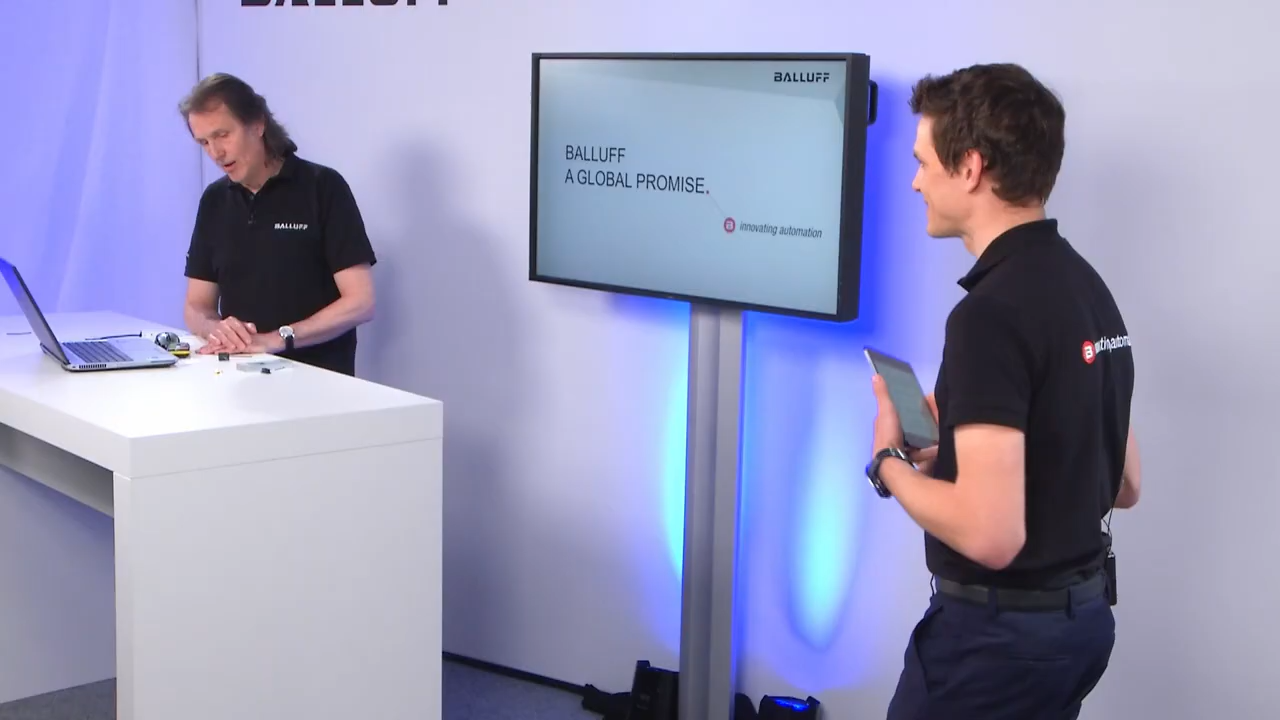 BALLUFF
BALLUFF
BALLUFF
A GLOBAL PROMISE.
a innovating automation
BALLUFF
a